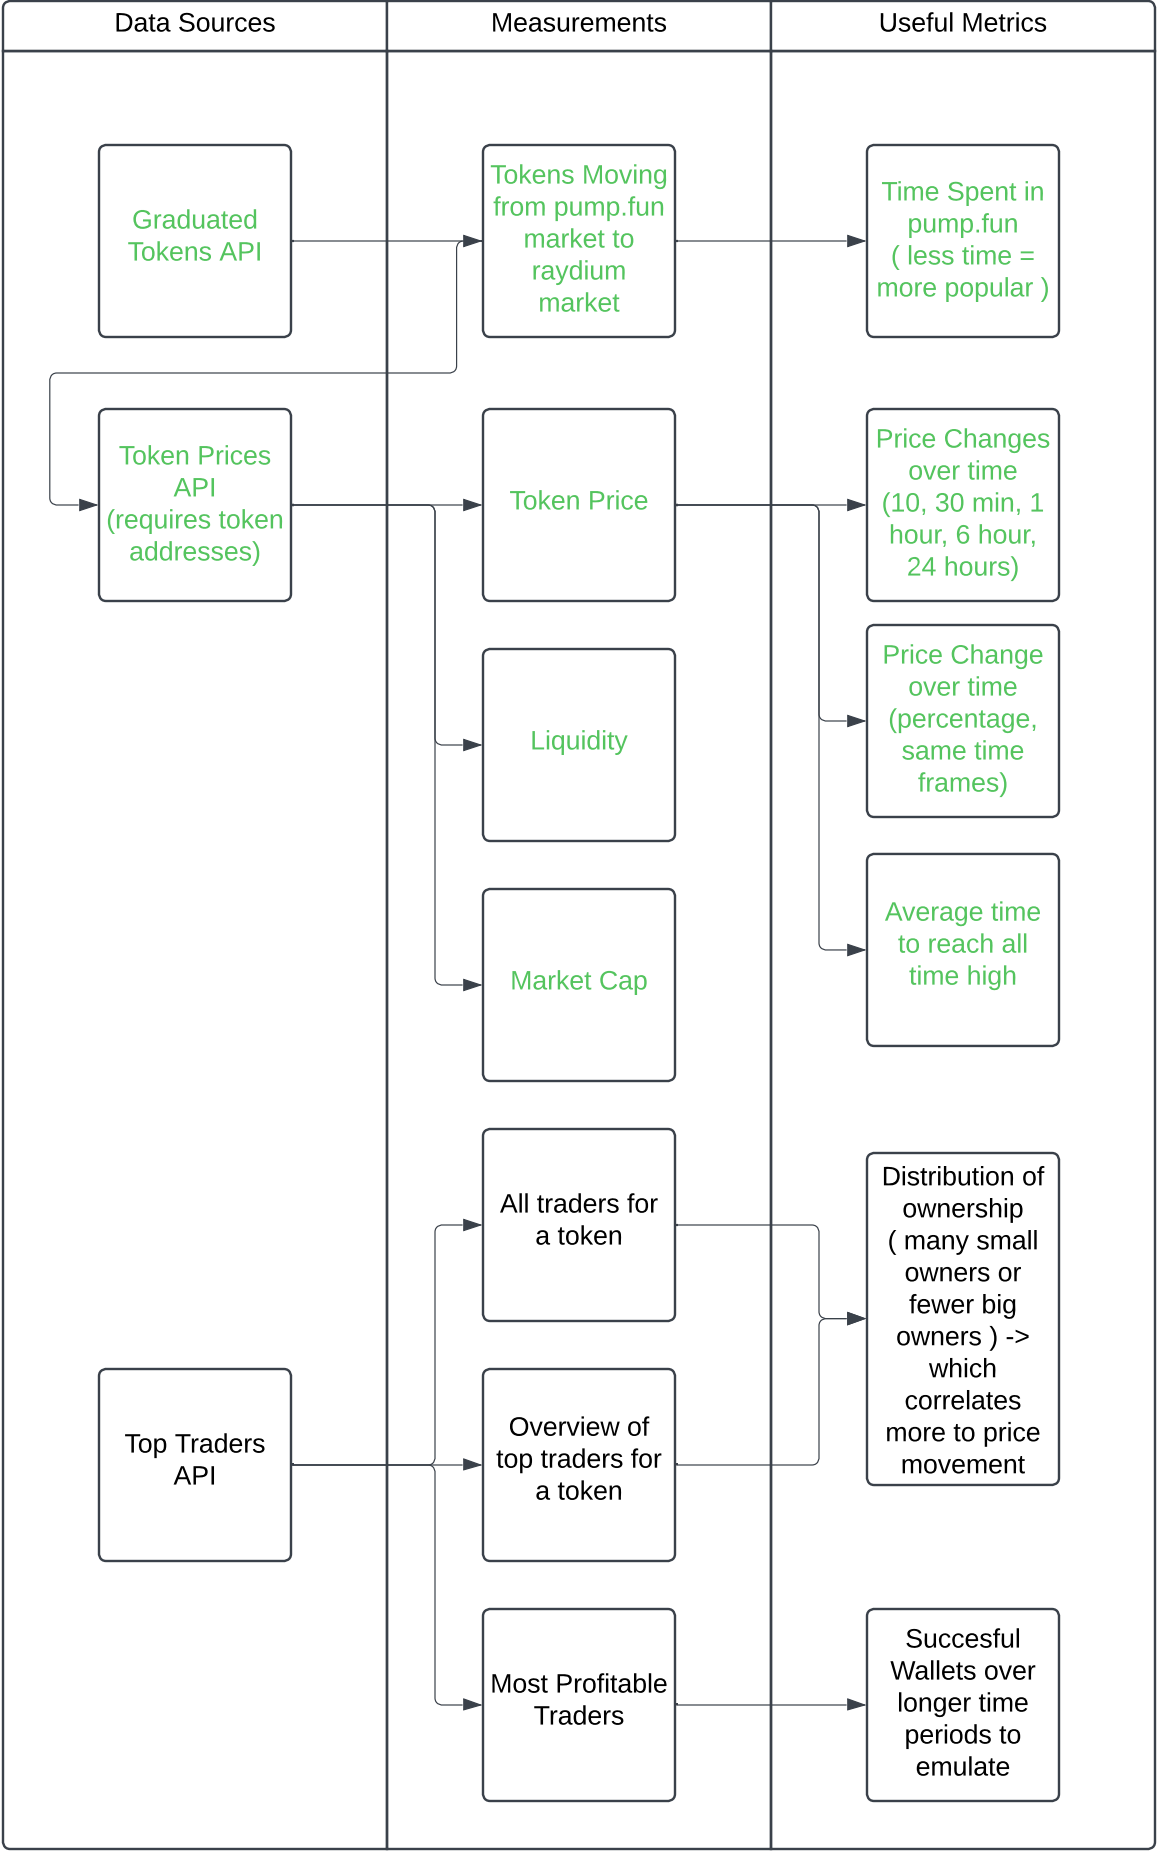 Data Sources
Measurements
Useful Metrics
Graduated
Tokens API
Tokens Moving
from pump.fun
market to
raydium
market
Time Spent in
pump.fun
( less time =
more popular )
Token Prices
API
(requires token
addresses)
Token Price
Price Changes
over time
(10, 30 min, 1
hour, 6 hour,
24 hours)
Liquidity
Price Change
over time
(percentage,
same time
frames)
Market Cap
Average time
to reach all
time high
Top Traders
API
All traders for
a token
Overview of
top traders for
a token
Distribution of
ownership
( many small
owners or
fewer big
owners ) ->
which
correlates
more to price
movement
Most Profitable
Traders
Succesful
Wallets over
longer time
periods to
emulate